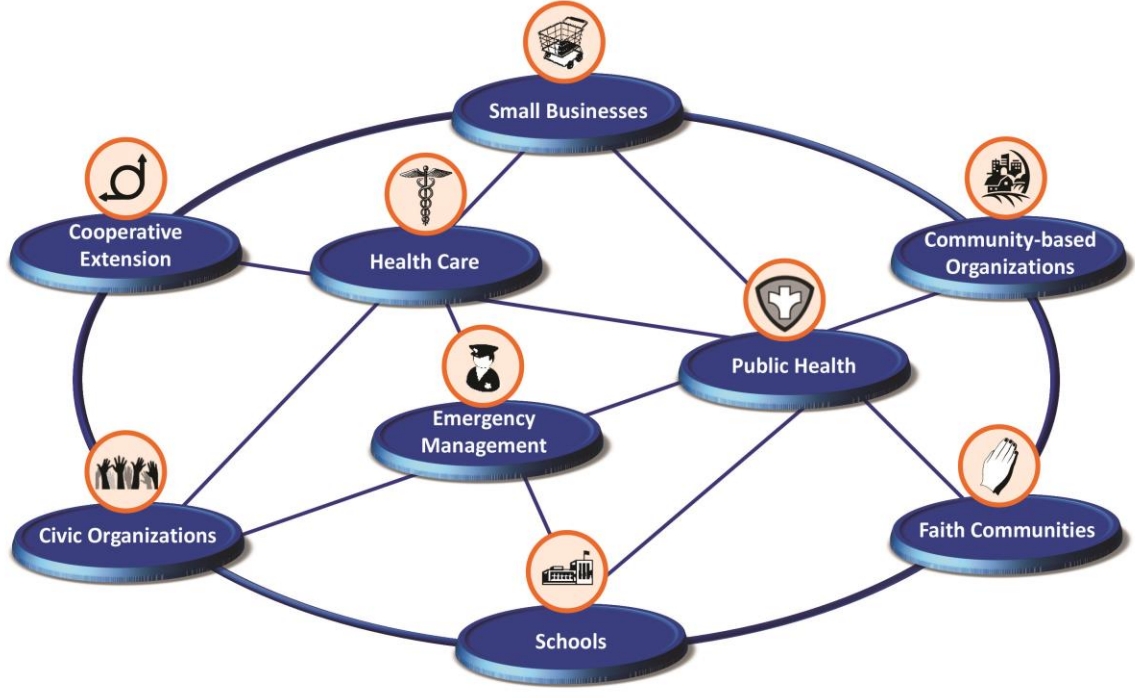 Small Businesses
Cooperative
Extension
Health Care
Community-based
Organizations
Public Health
Emergency
Management
Civic Organizations
Faith Communities
Schools